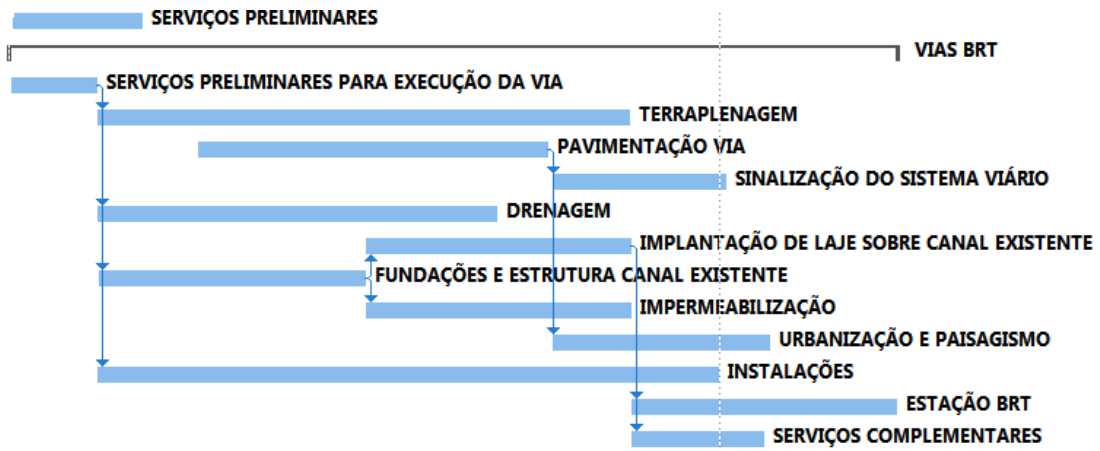 SERVIÇOS PRELIMINARES
VIAS BRT
SERVIÇOS PRELIMINARES PARA EXECUÇÃO DA VIA
TERRAPLENAGEM
PAVIMENTAÇÃO VIA
SINALIZAÇÃO DO SISTEMA VIÁRIO
DRENAGEM
IMPLANTAÇÃO DE LAJE SOBRE CANAL EXISTENTE
FUNDAÇÕES E ESTRUTURA CANAL EXISTENTE
IMPERMEABILIZAÇÃO
URBANIZAÇÃO E PAISAGISMO
INSTALAÇÕES
ESTAÇÃO BRT
SERVIÇOS COMPLEMENTARES